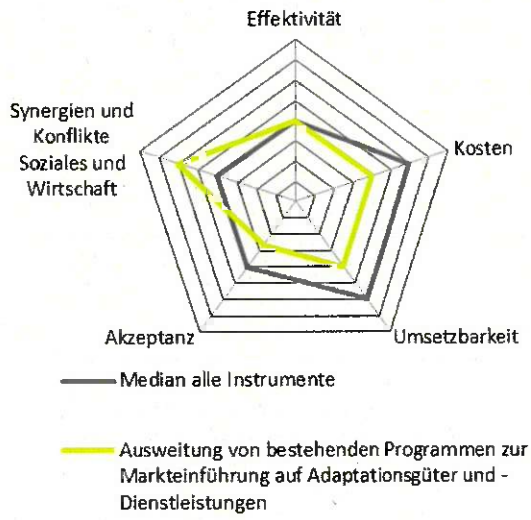 Effektivität
Synergien und
Konflikte
Soziales und
Wirtschaft
Kosten
Akzeptanz
Umsetzbarkeit
Median alle Instrumente
Ausweitung von bestehenden Programmen zur
Markteinführung auf Adaptationsgüter und -
Dienstleistungen